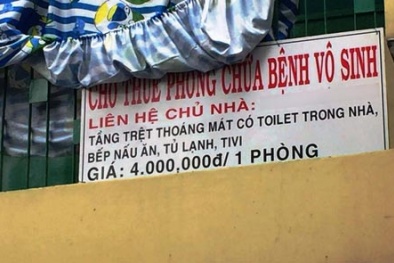 CHO THUÊ PHÒNG CHỮA BỆNH VÔ SINH
LIÊN HỆ CHỦ NHÀ:
TẦNG TRỆT THOÁNG MÁT CÓ TOILET TRONG NHÀ,
BẾP NẤU ĂN, TỦ LẠNH, TIVI
GIÁ: 4.000,000đ/ 1 PHÒNG